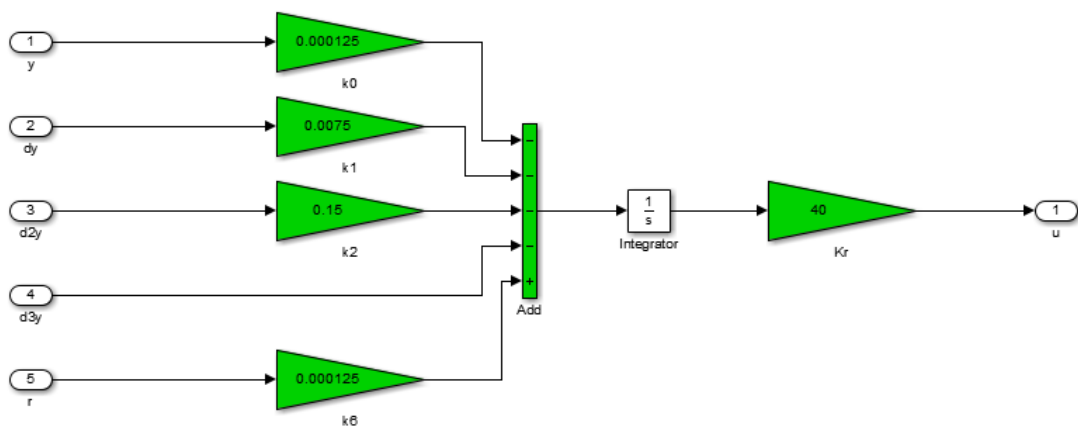 1
0.000125
y
k0
2
0.0075
dy
k1
3
0.15
d2y
k2
4
d3y
5
0.000125
r
k6
−
−
−
−
+
Add
1
s
Integrator
40
Kr
1
u